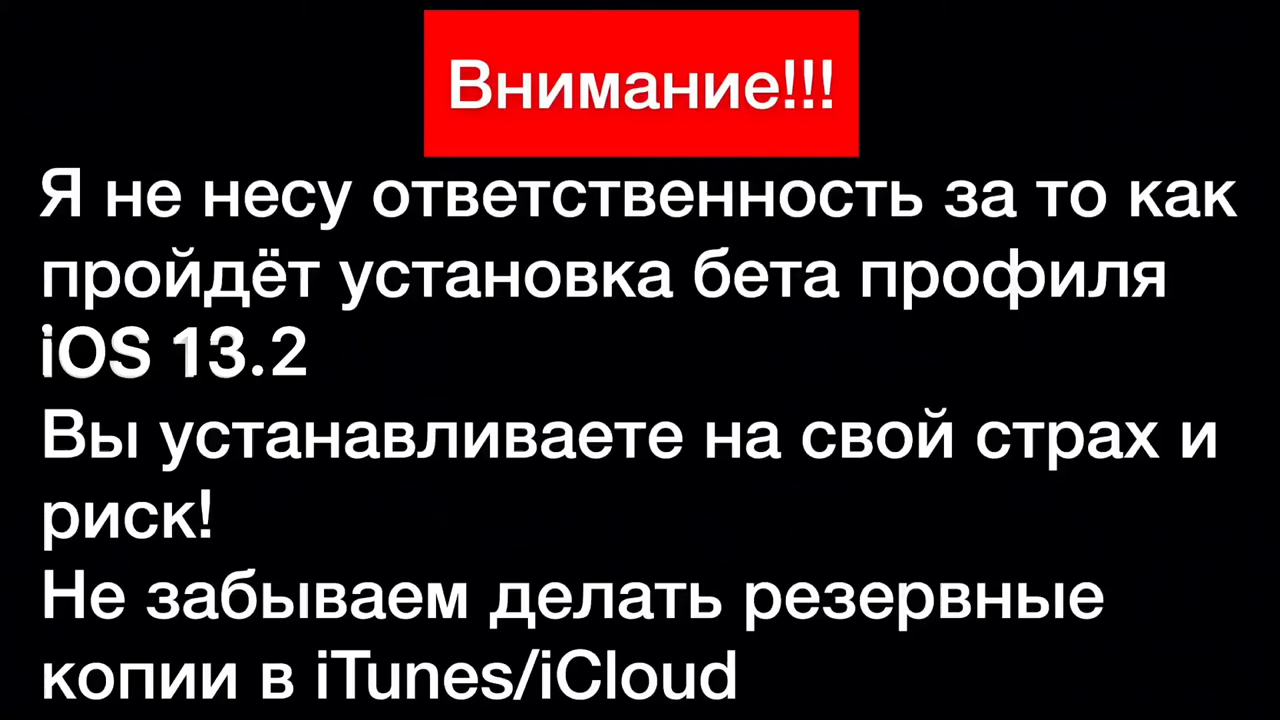 Внимание!!!
Я не несу ответственность за то как
пройдёт установка бета профиля
iOS 13.2
Вы устанавливаете на свой страх и
риск!
Не забываем делать резервные
копии в iTunes/iCloud